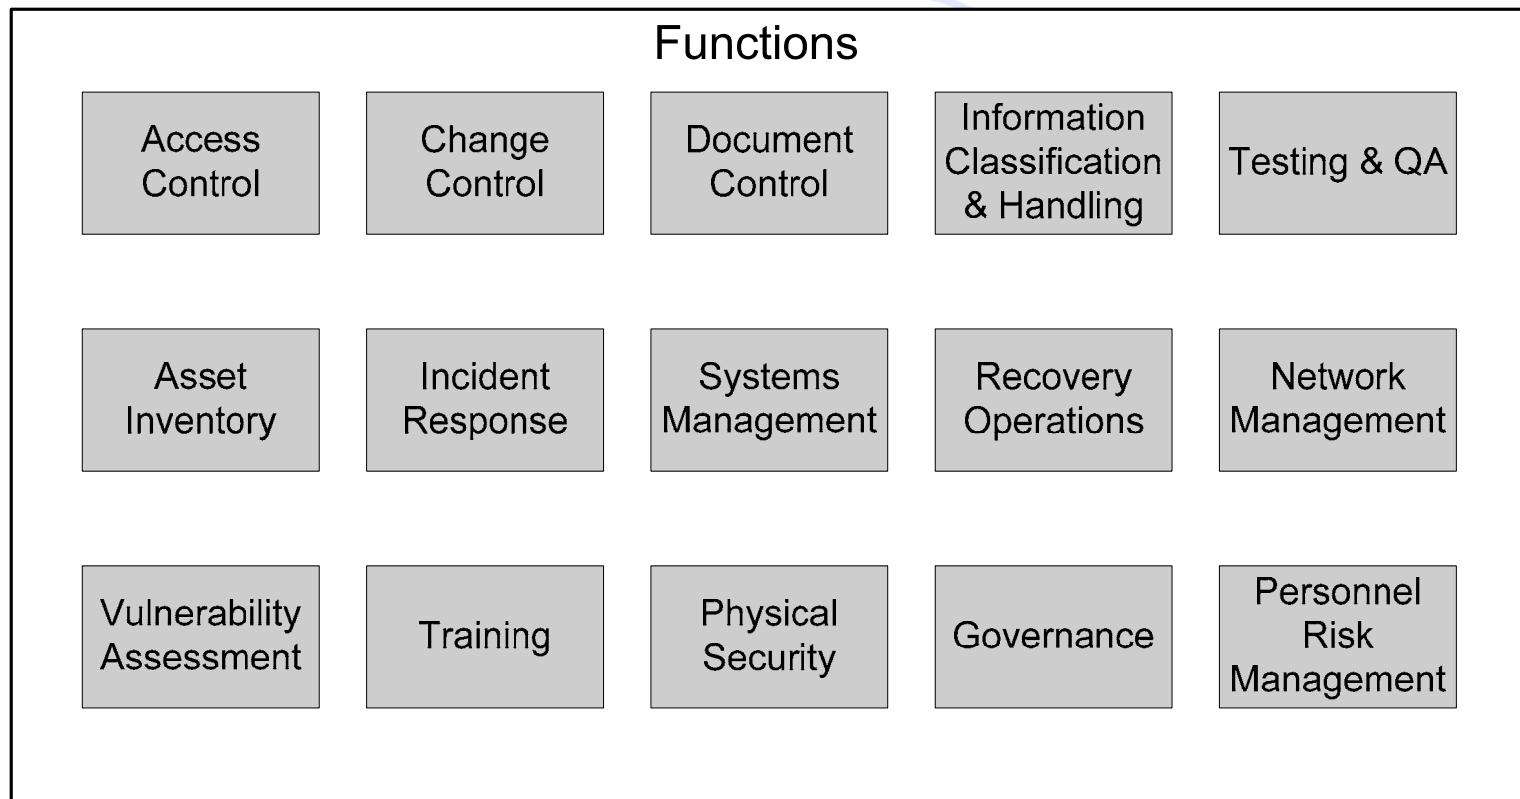 Functions
Access
Control
Change
Control
Document
Control
Information
Classification
& Handling
Testing & QA
Asset
Inventory
Incident
Response
Systems
Management
Recovery
Operations
Network
Management
Vulnerability
Assessment
Training
Physical
Security
Governance
Personnel
Risk
Management